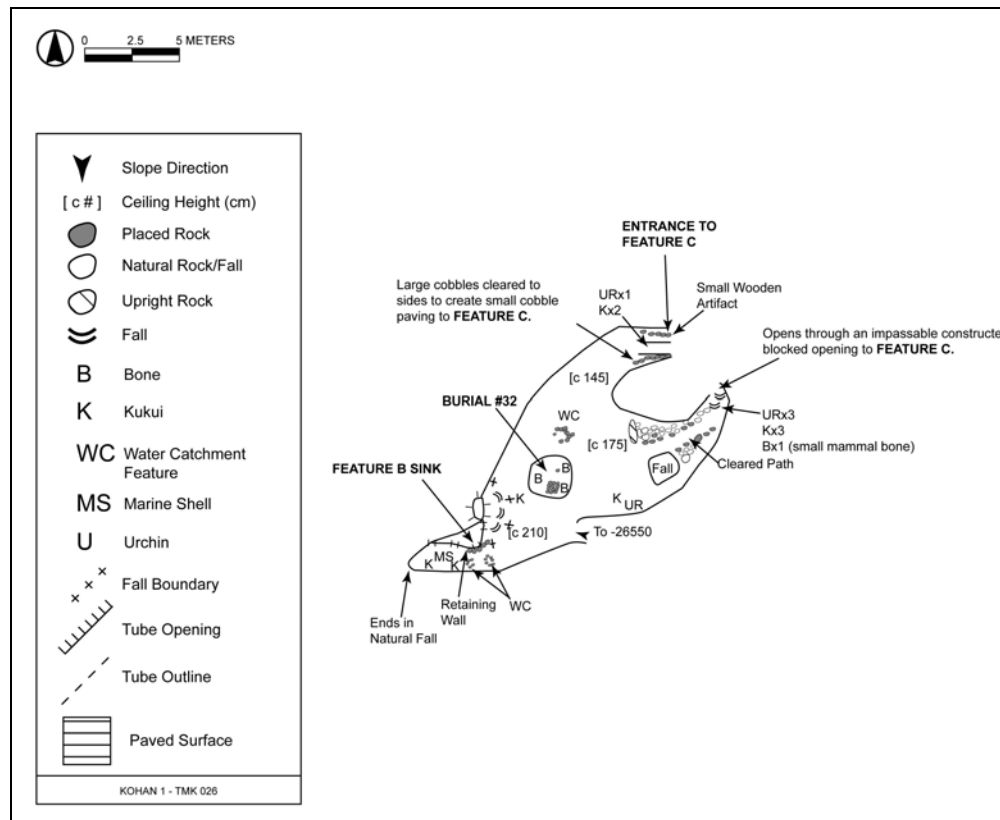 0 2.5 5 METERS
Slope Direction
[ c # ] Ceiling Height (cm)
Placed Rock
Natural Rock/Fall
Upright Rock
Fall
B Bone
K Kukui
WC Water Catchment
Feature
MS Marine Shell
U Urchin
Fall Boundary
Tube Opening
Tube Outline
Paved Surface
KOHAN 1 - TMK 026
ENTRANCE TO
FEATURE C
Large cobbles cleared to
sides to create small cobble
paving to FEATURE C.
URx1
Kx2
Small Wooden
Artifact
Opens through an impassable constructe
blocked opening to FEATURE C.
[c 145]
BURIAL #32
WC
[c 175]
URx3
Kx3
Bx1 (small mammal bone)
Cleared Path
FEATURE B SINK
B
B
B
Fall
K
K
UR
[c 210]
To -26550
MS
K
K
Retaining
Wall
WC
Ends in
Natural Fall